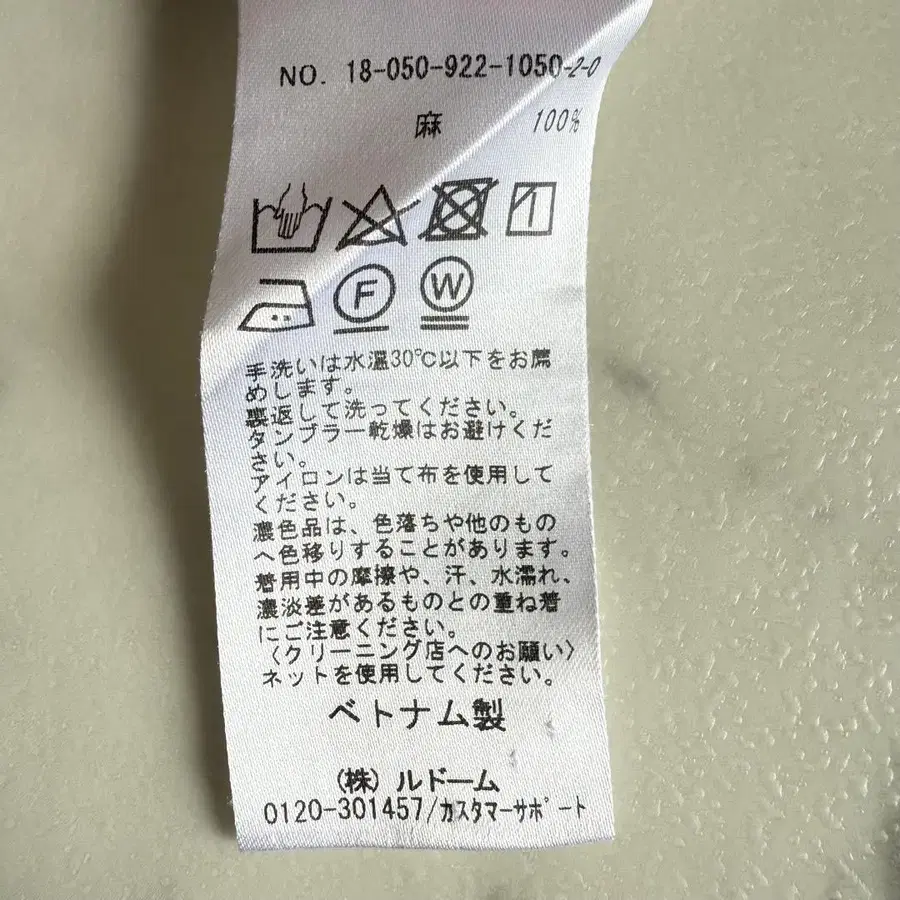 NO. 18-050-922-1050-2-0
麻 100%
F W
手洗いは水温30℃以下をお薦
めします。
裏返して洗ってください。
タンブラー乾燥はお避けくだ
さい。
アイロンは当て布を使用して
ください。
濃色品は、色落ちや他のもの
へ色移りすることがあります。
着用中の摩擦や、汗、水濡れ、
濃淡差があるものとの重ね着
にご注意ください。
〈クリーニング店へのお願い〉
ネットを使用してください。
ベトナム製
(株)ルドーム
0120-301457/カスタマーサポート